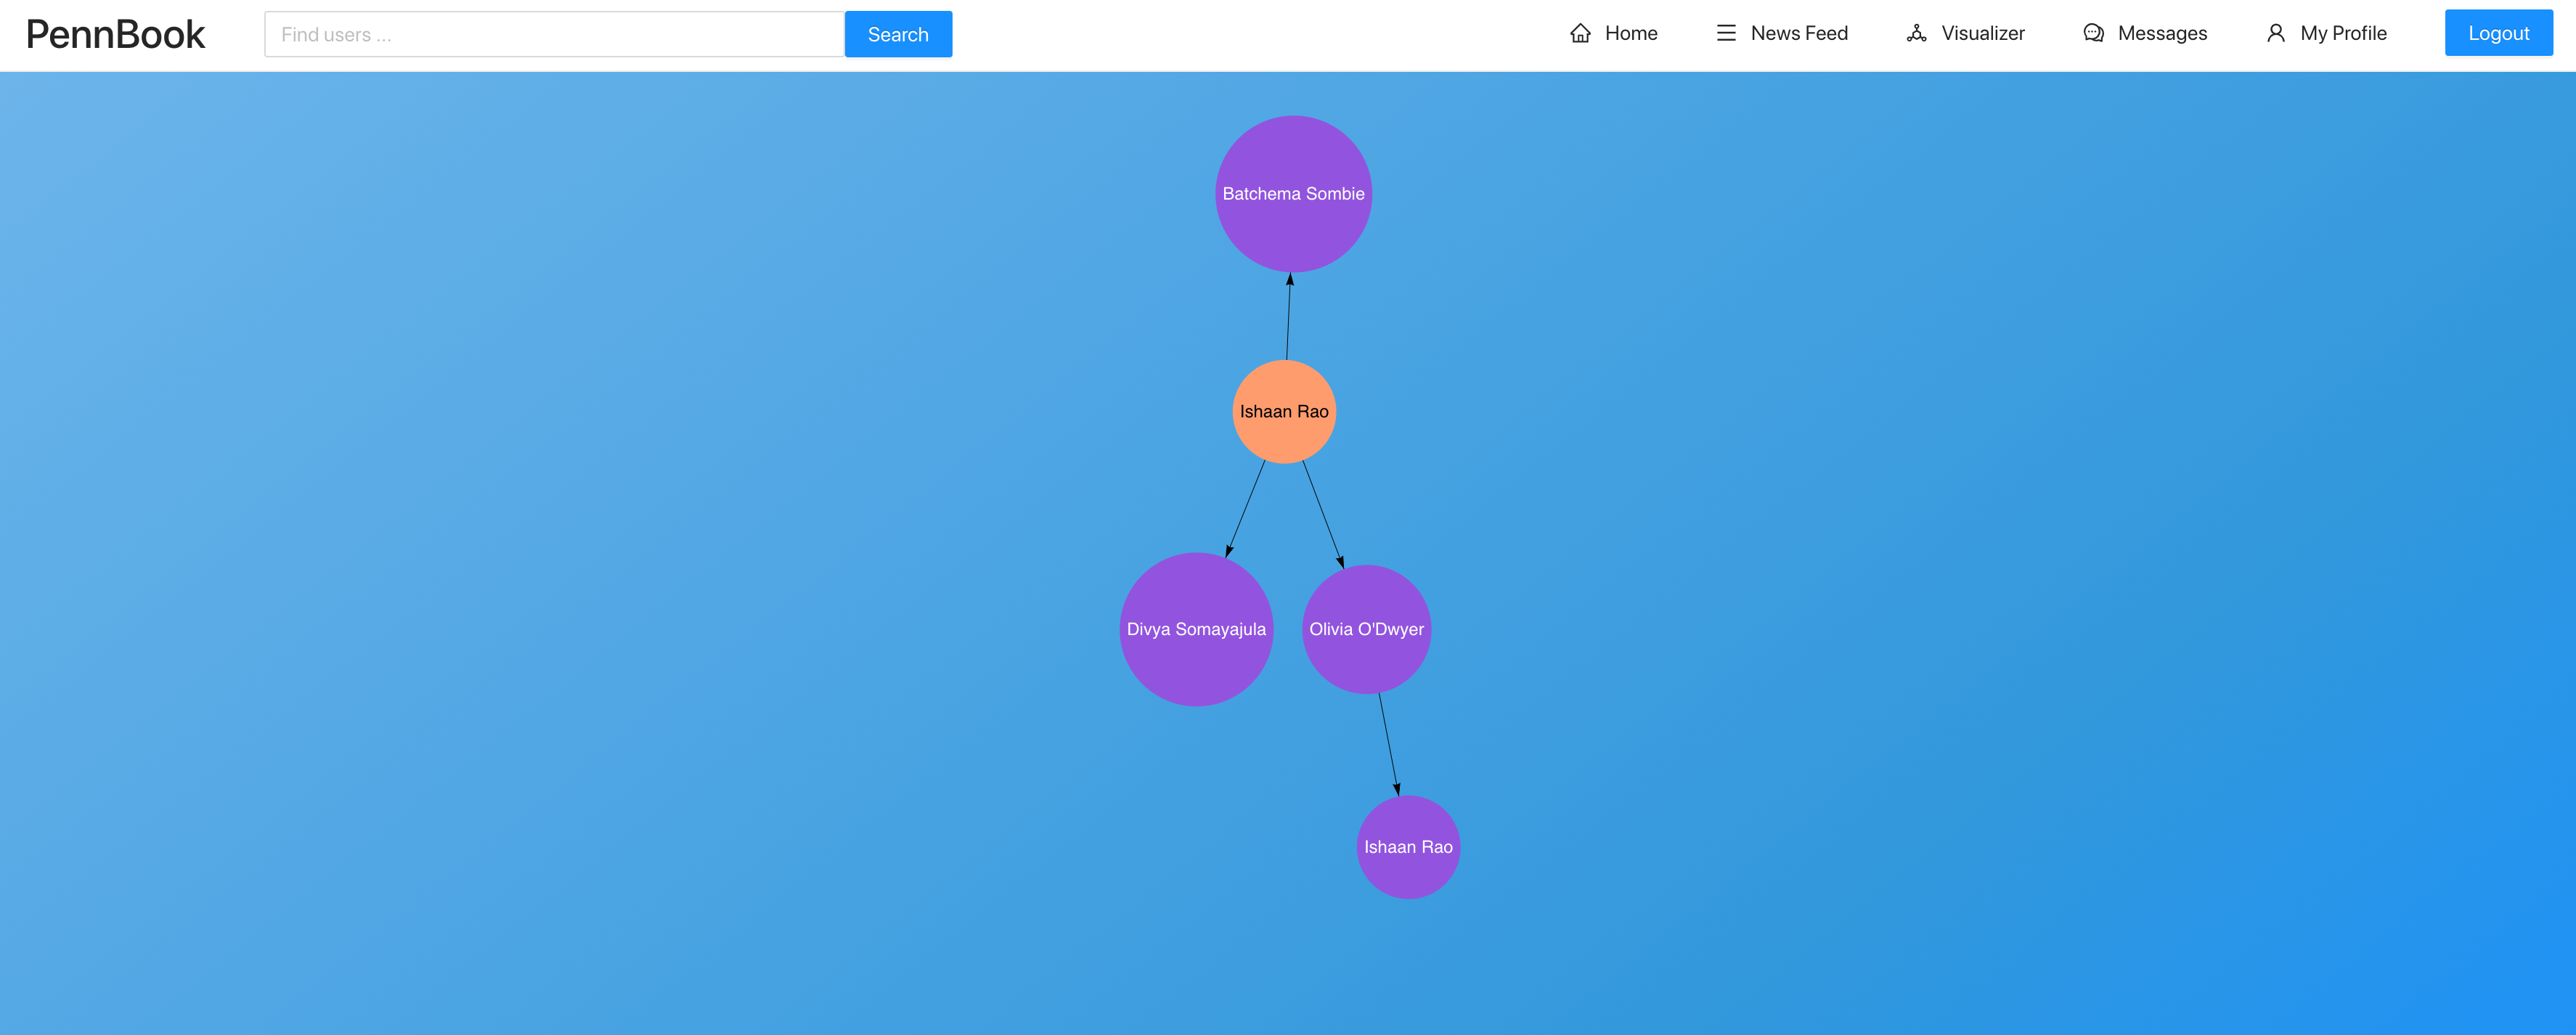 PennBook
Find users ...
Search
Home
News Feed
Visualizer
Messages
My Profile
Logout
Batchema Sombie
Ishaan Rao
Divya Somayajula
Olivia O'Dwyer
Ishaan Rao